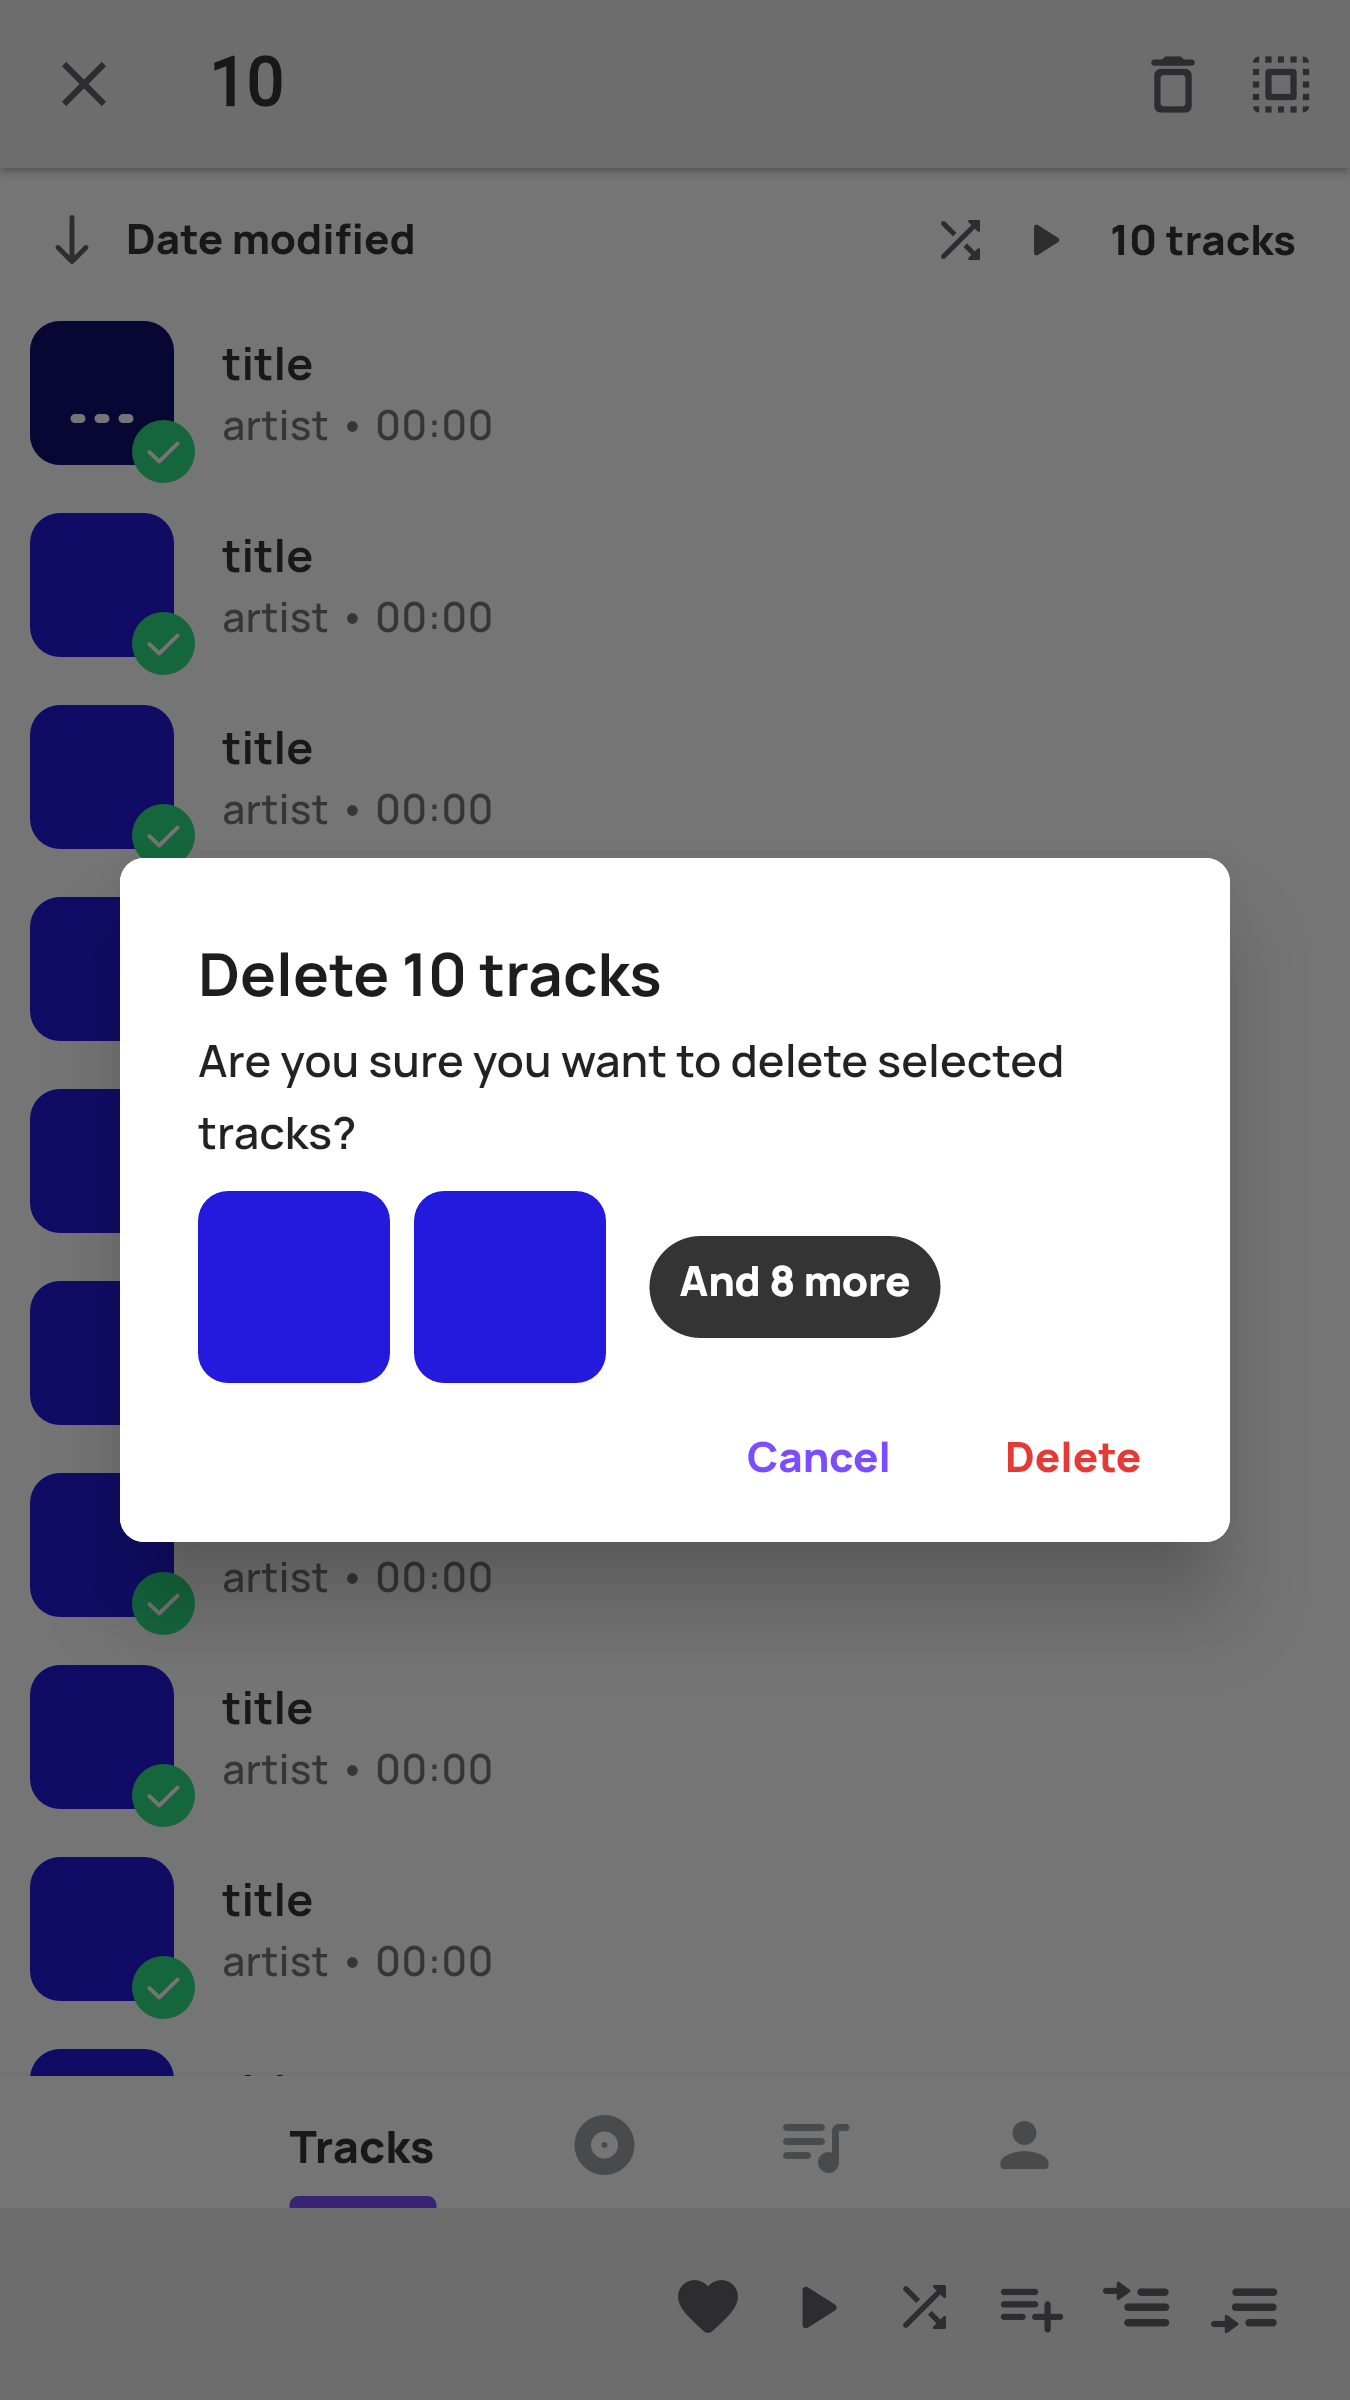 10
Date modified
10 tracks
title
artist • 00:00
title
artist • 00:00
title
artist • 00:00
Delete 10 tracks
Are you sure you want to delete selected
tracks?
And 8 more
Cancel
Delete
artist • 00:00
title
artist • 00:00
title
artist • 00:00
Tracks